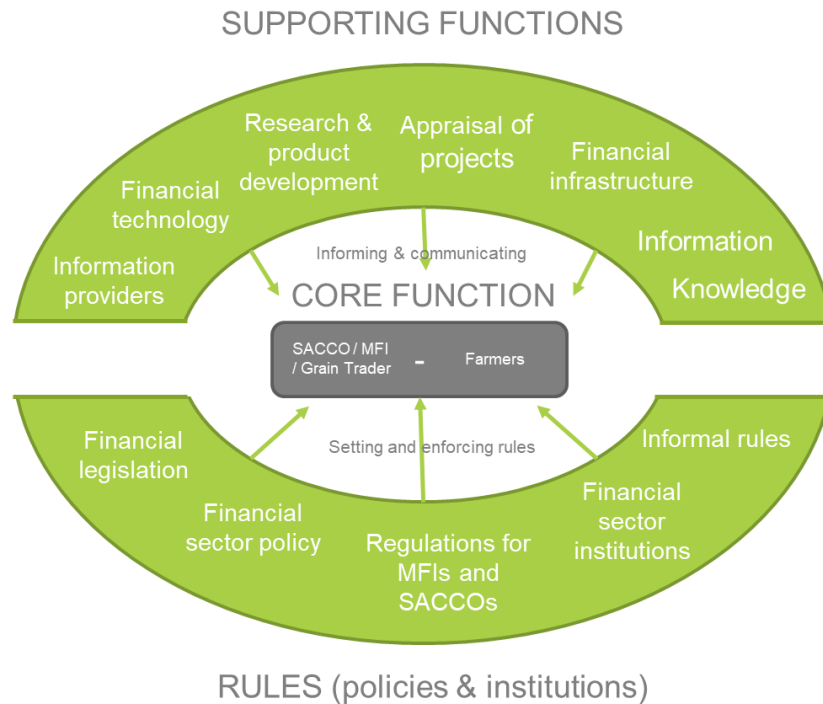 SUPPORTING FUNCTIONS
Research &
product
development
Appraisal of
projects
Financial
infrastructure
Financial
technology
Information
providers
Information
Knowledge
Informing & communicating
CORE FUNCTION
SACCO / MFI
/ Grain Trader
-
Farmers
Setting and enforcing rules
Financial
legislation
Financial
sector policy
Regulations for
MFIs and
SACCOs
Financial
sector
institutions
Informal rules
RULES (policies & institutions)